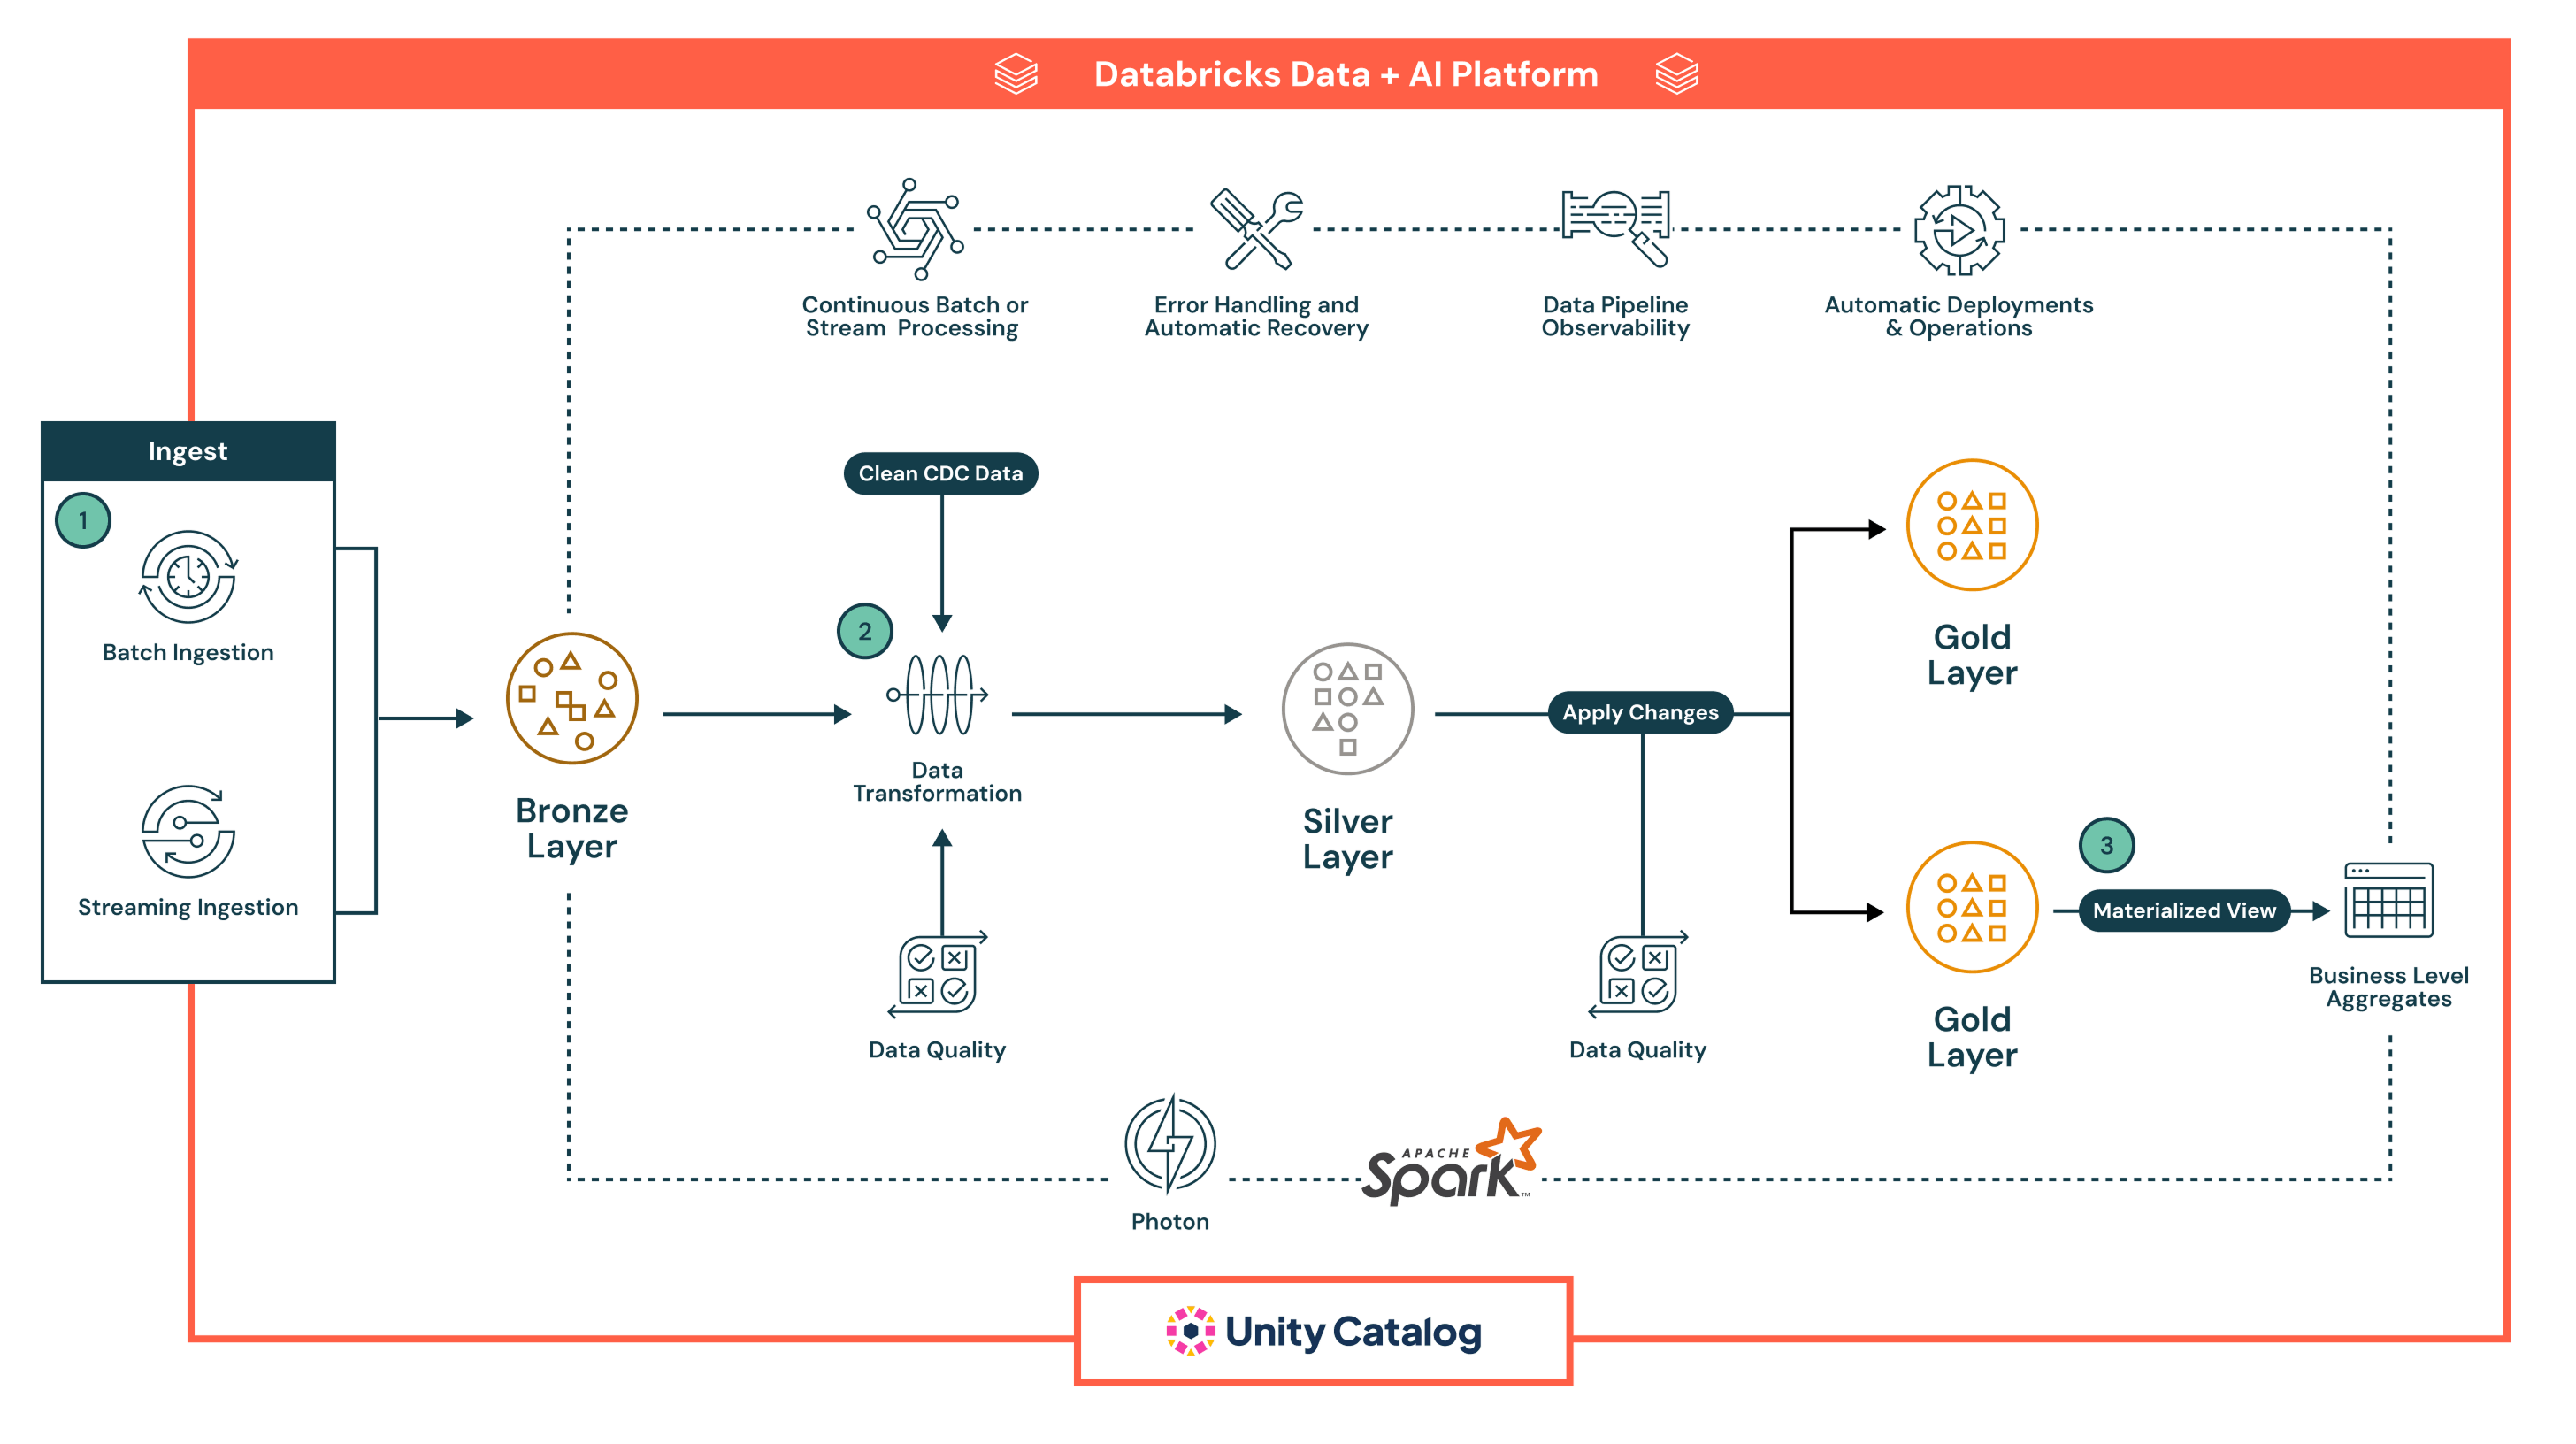 Databricks Data + AI Platform
Continuous Batch or
Stream Processing
Error Handling and
Automatic Recovery
Data Pipeline
Observability
Automatic Deployments
& Operations
Ingest
1
Batch Ingestion
Streaming Ingestion
Bronze
Layer
Clean CDC Data
2
Data
Transformation
Data Quality
Silver
Layer
Apply Changes
Data Quality
Gold
Layer
Gold
Layer
3
Materialized View
Business Level
Aggregates
Photon
APACHE
Spark™
Unity Catalog